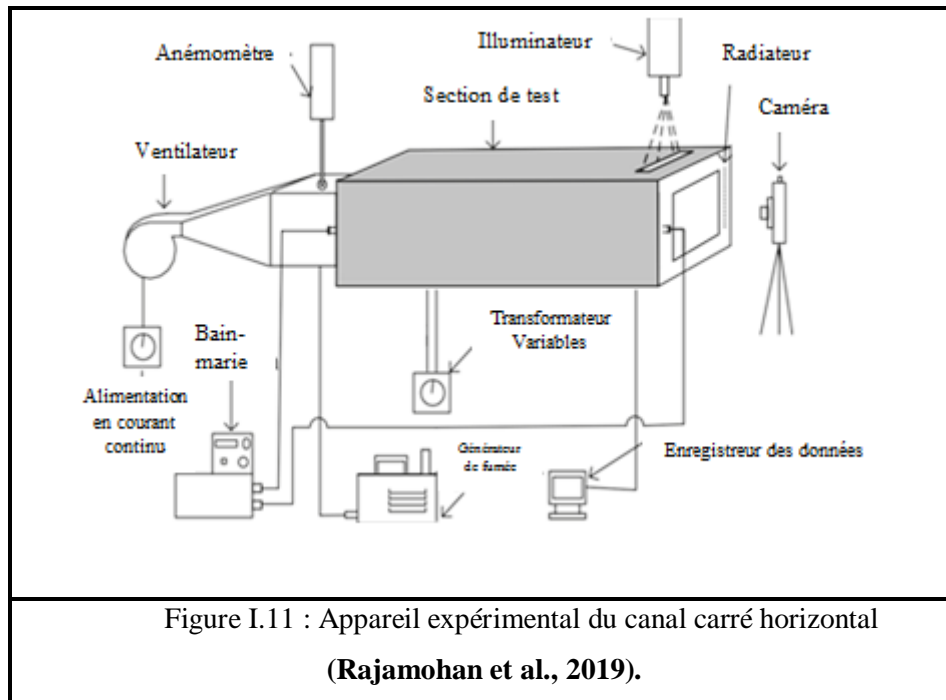 Illuminateur
Anémomètre
Radiateur
Section de test
Caméra
Ventilateur
Transformateur
Variables
Bain-
marie
Alimentation
en courant
continu
Générateur
de fumée
Enregistreur des données
Figure I.11 : Appareil expérimental du canal carré horizontal
(Rajamohan et al., 2019).